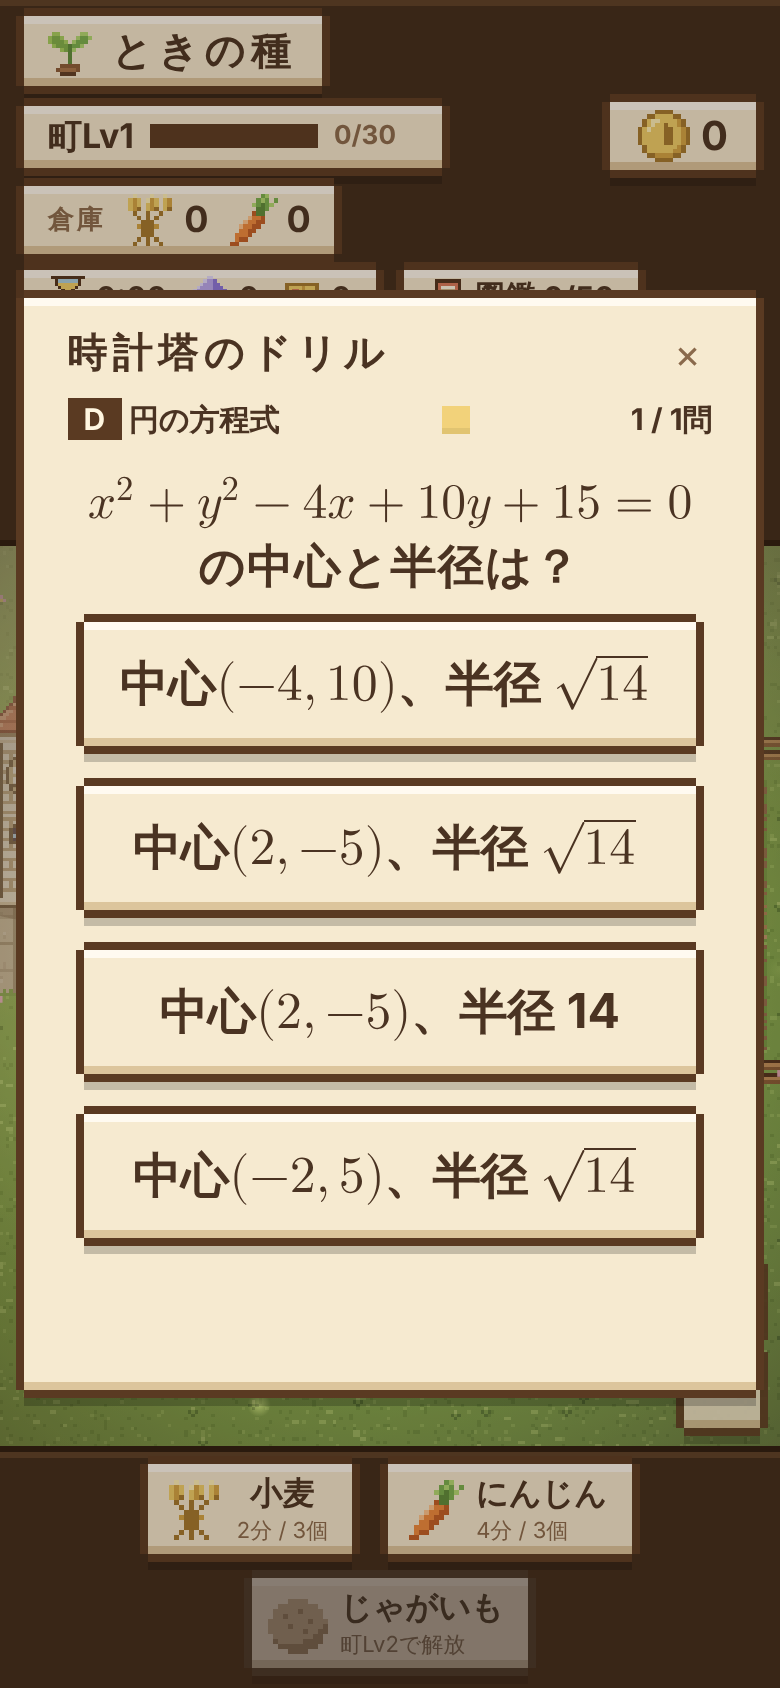 ときの種
町Lv1 0/30
0
倉庫 0 0
時計塔のドリル ×
D 円の方程式 1 / 1問
x² + y² − 4x + 10y + 15 = 0
の中心と半径は？
中心(−4, 10)、半径 √14
中心(2, −5)、半径 √14
中心(2, −5)、半径 14
中心(−2, 5)、半径 √14
小麦
2分 / 3個
にんじん
4分 / 3個
じゃがいも
町Lv2で解放